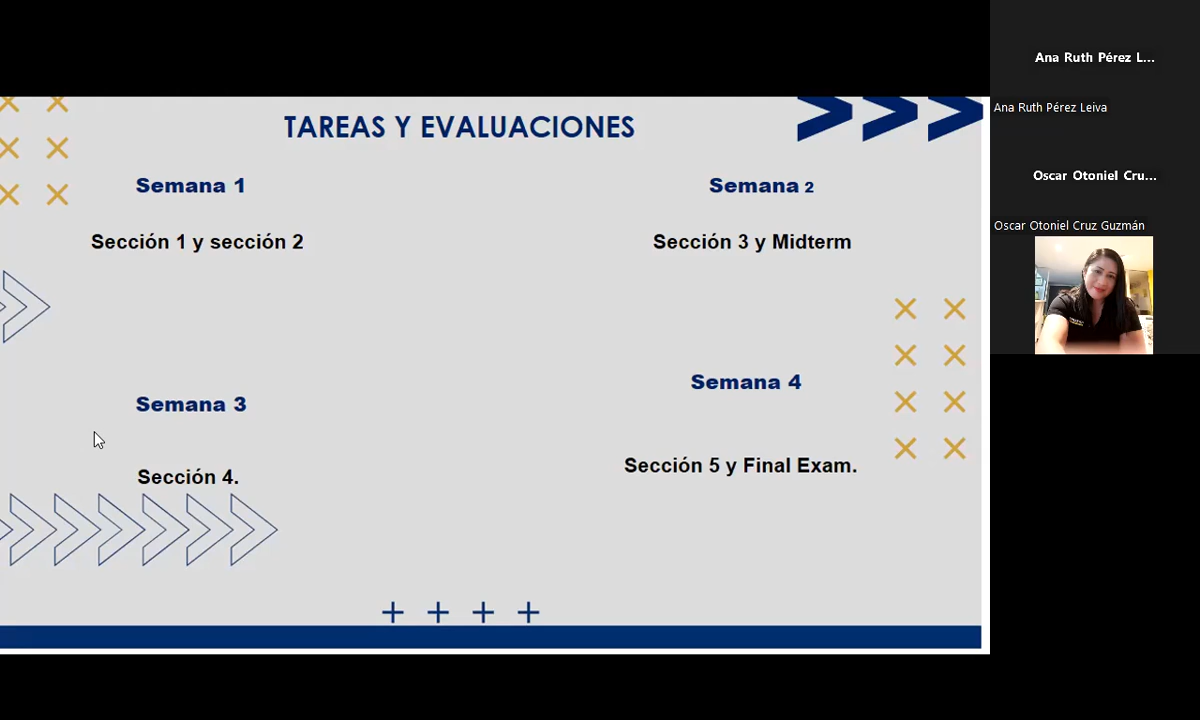 TAREAS Y EVALUACIONES
Semana 1
Sección 1 y sección 2
Semana 2
Sección 3 y Midterm
Semana 3
Sección 4.
Semana 4
Sección 5 y Final Exam.
Ana Ruth Pérez L...
Ana Ruth Pérez Leiva
Oscar Otoniel Cru...
Oscar Otoniel Cruz Guzmán